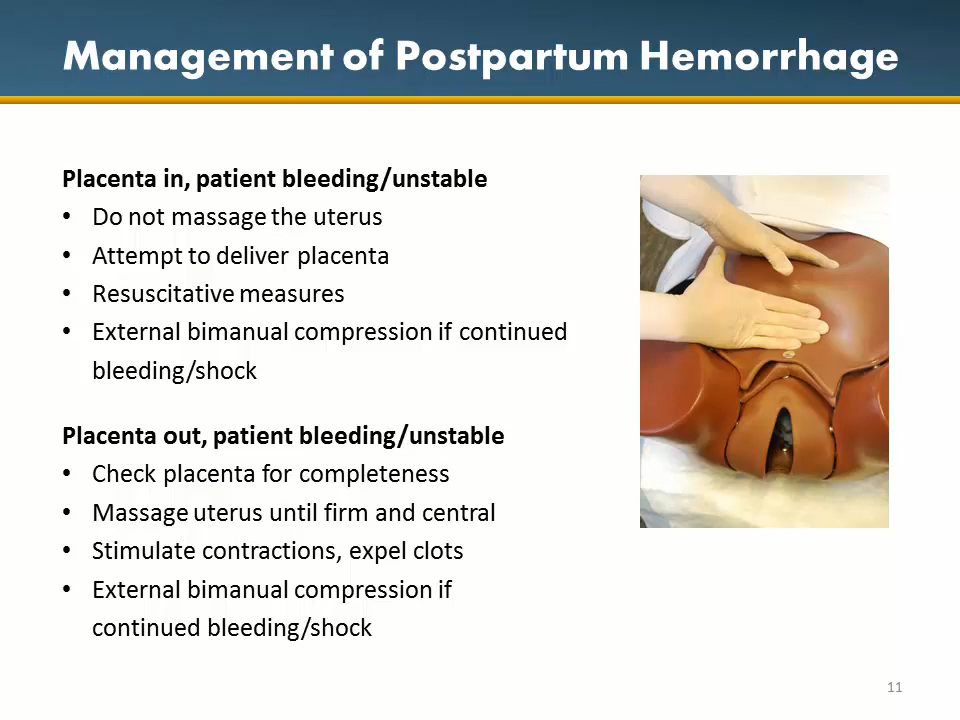 Management of Postpartum Hemorrhage
Placenta in, patient bleeding/unstable
• Do not massage the uterus
• Attempt to deliver placenta
• Resuscitative measures
• External bimanual compression if continued
bleeding/shock
Placenta out, patient bleeding/unstable
• Check placenta for completeness
• Massage uterus until firm and central
• Stimulate contractions, expel clots
• External bimanual compression if
continued bleeding/shock
11